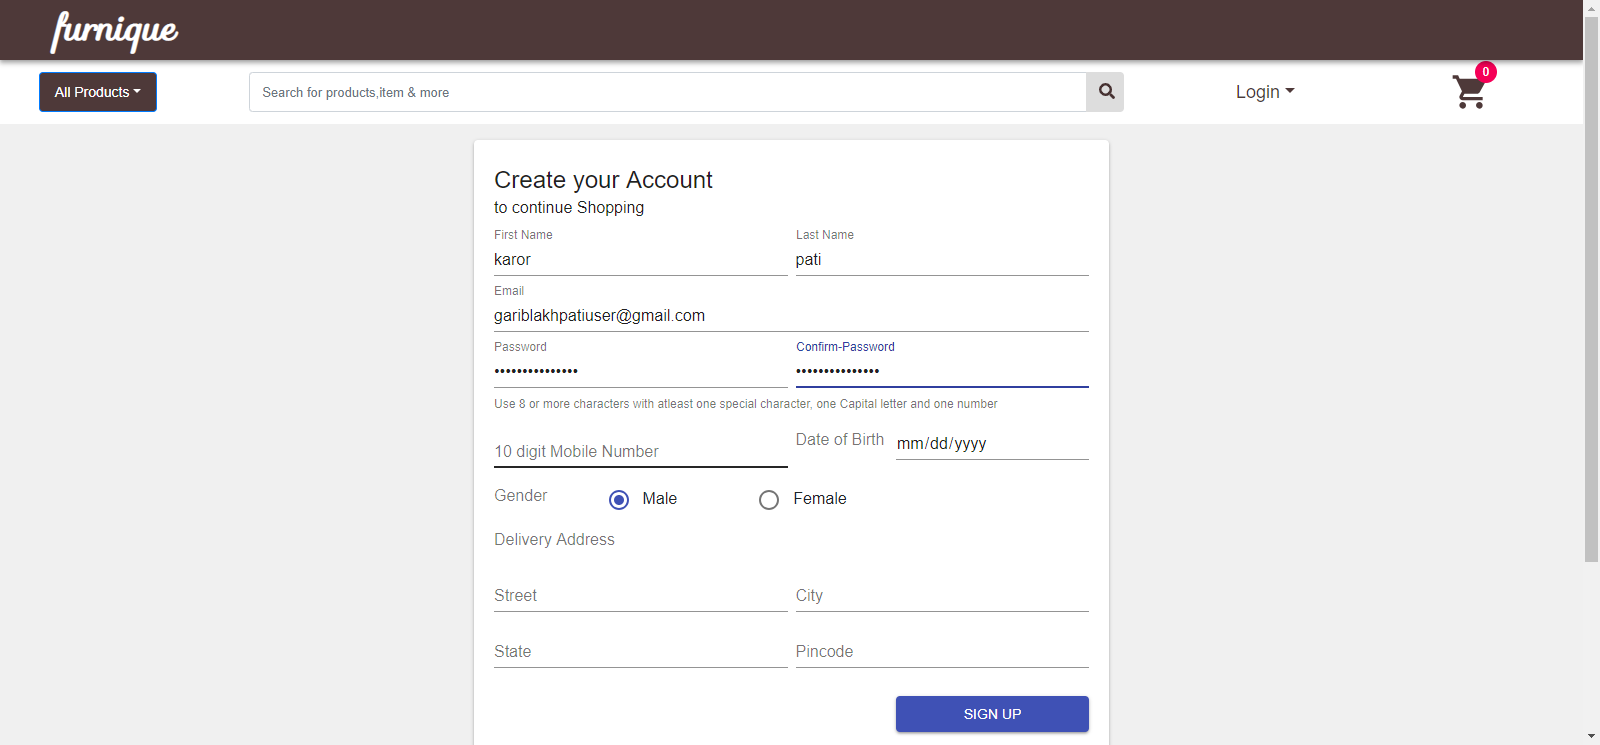 furnique
All Products Search for products,item & more Login 0
Create your Account
to continue Shopping
First Name Last Name
karor pati
Email
gariblakhpatiuser@gmail.com
Password Confirm-Password
••••••••••••••• •••••••••••••••
Use 8 or more characters with atleast one special character, one Capital letter and one number
10 digit Mobile Number Date of Birth mm/dd/yyyy
Gender Male Female
Delivery Address
Street City
State Pincode
SIGN UP